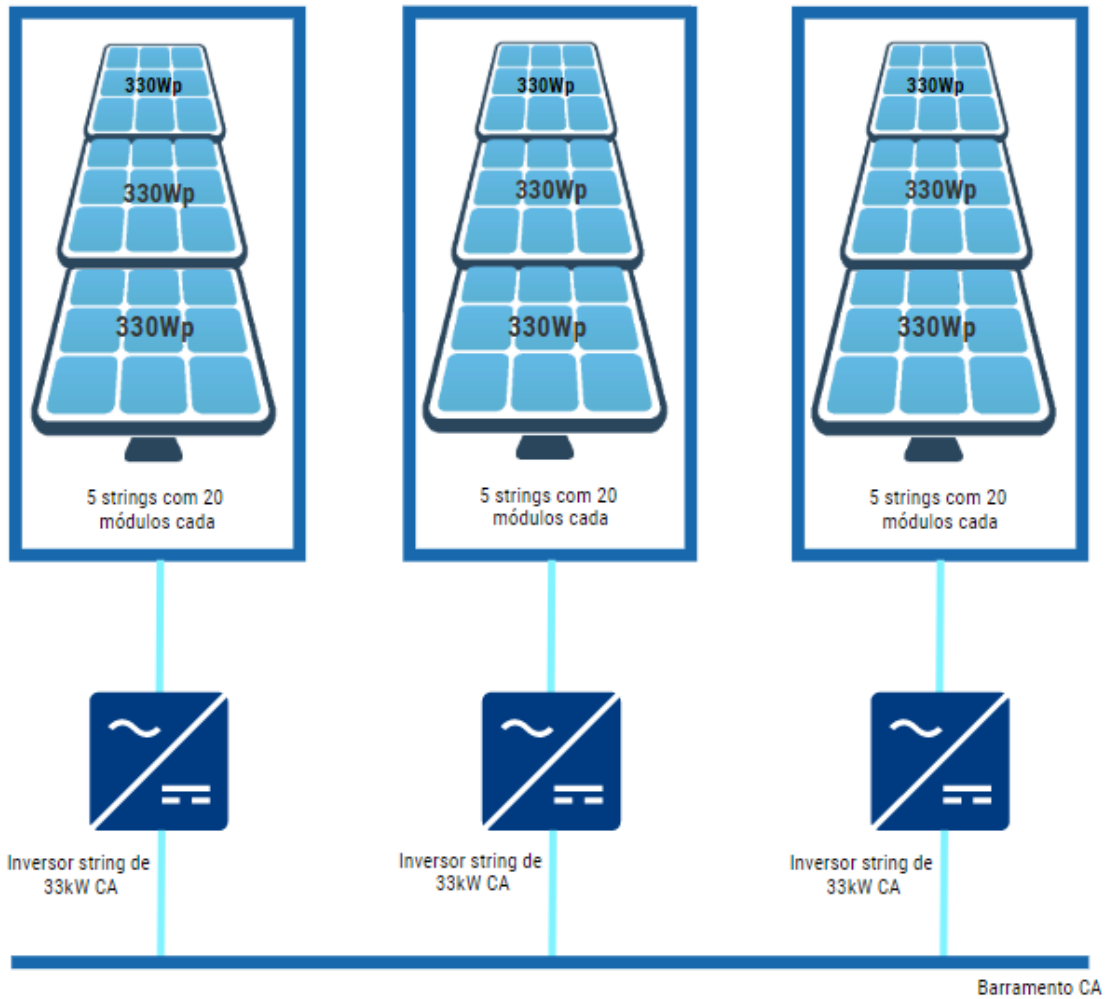 330Wp
330Wp
330Wp
330Wp
330Wp
330Wp
330Wp
330Wp
330Wp
5 strings com 20
módulos cada
5 strings com 20
módulos cada
5 strings com 20
módulos cada
Inversor string de
33kW CA
Inversor string de
33kW CA
Inversor string de
33kW CA
Barramento CA